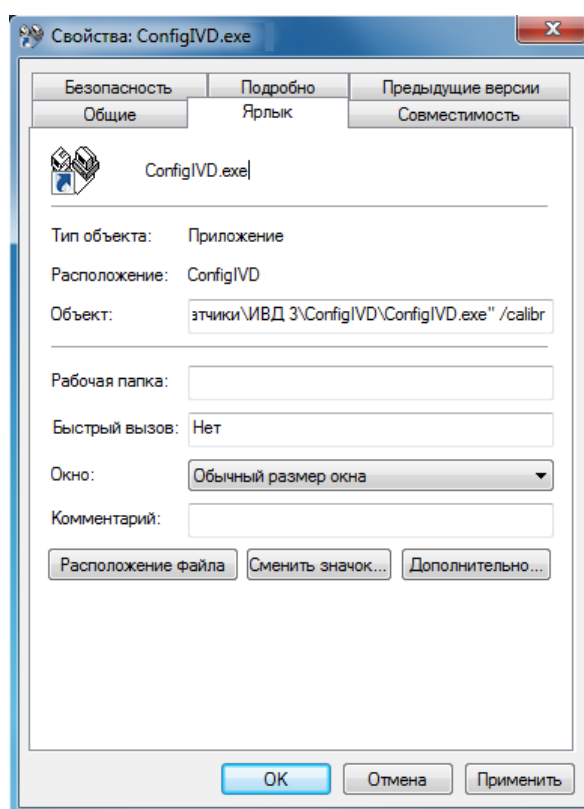 Свойства: ConfigIVD.exe
Безопасность Подробно Предыдущие версии
Общие Ярлык Совместимость
ConfigIVD.exe
Тип объекта: Приложение
Расположение: ConfigIVD
Объект: атчики\ИВД 3\ConfigIVD\ConfigIVD.exe" /calibr
Рабочая папка:
Быстрый вызов: Нет
Окно: Обычный размер окна
Комментарий:
Расположение файла Сменить значок... Дополнительно...
ОК Отмена Применить